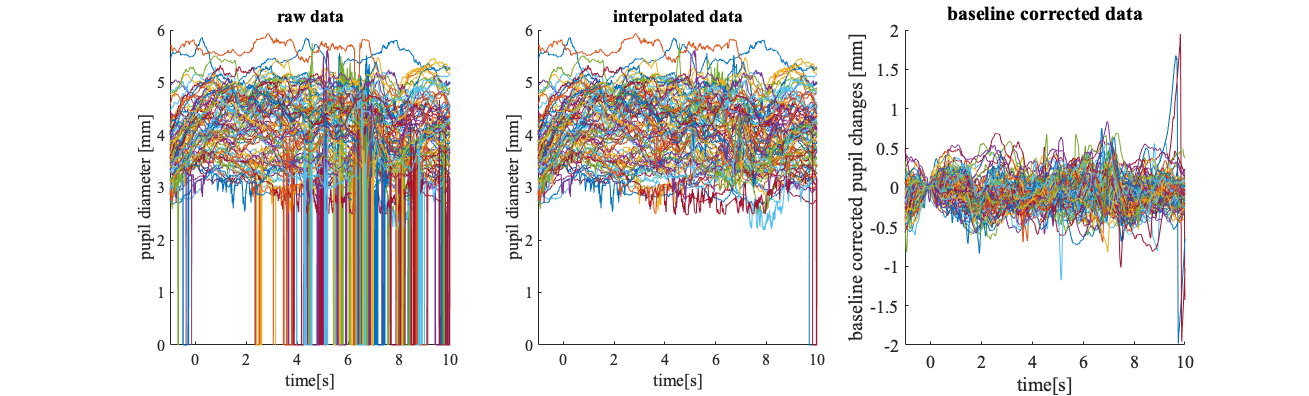 raw data
6
5
4
3
2
1
0
pupil diameter [mm]
0 2 4 6 8 10
time[s]
interpolated data
6
5
4
3
2
1
0
pupil diameter [mm]
0 2 4 6 8 10
time[s]
baseline corrected data
2
1.5
1
0.5
0
-0.5
-1
-1.5
-2
baseline corrected pupil changes [mm]
0 2 4 6 8 10
time[s]